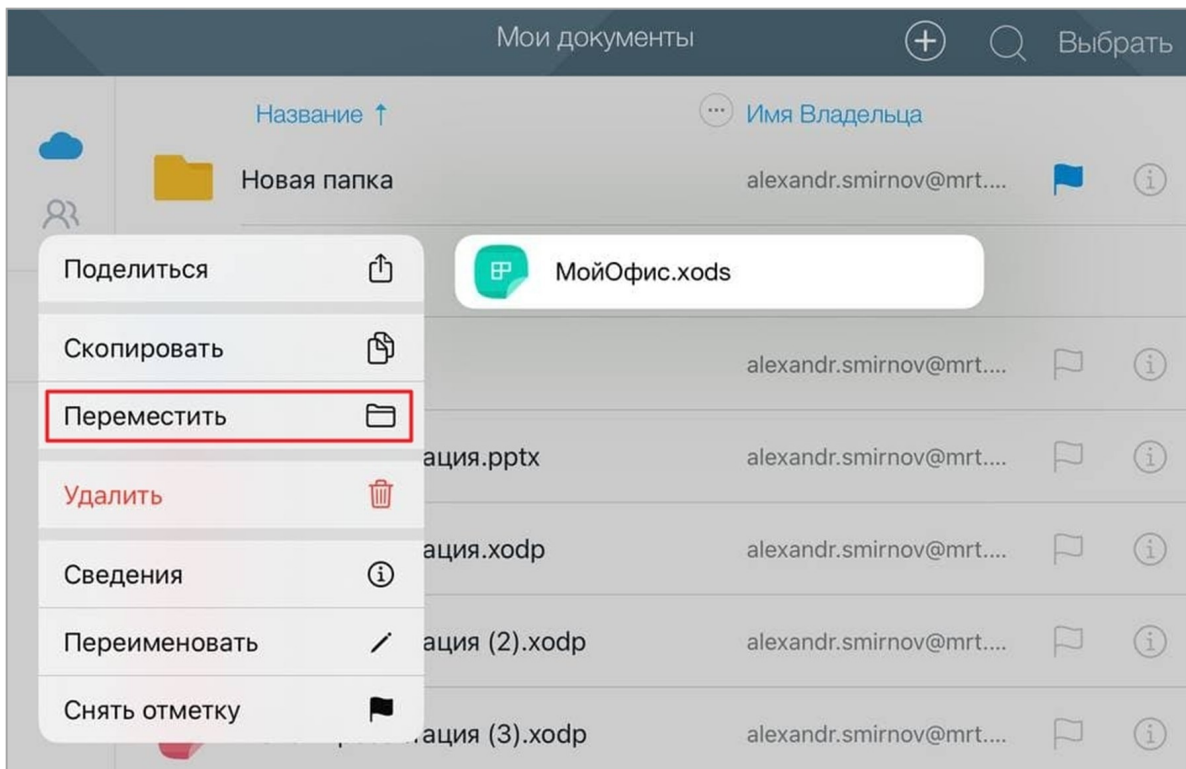 Мои документы
Выбрать
Название ↑
Имя Владельца
Новая папка
alexandr.smirnov@mrt....
Поделиться
МойОфис.xods
Скопировать
alexandr.smirnov@mrt....
Переместить
ация.pptx
alexandr.smirnov@mrt....
Удалить
ация.xodp
alexandr.smirnov@mrt....
Сведения
Переименовать
ация (2).xodp
alexandr.smirnov@mrt....
Снять отметку
ация (3).xodp
alexandr.smirnov@mrt....